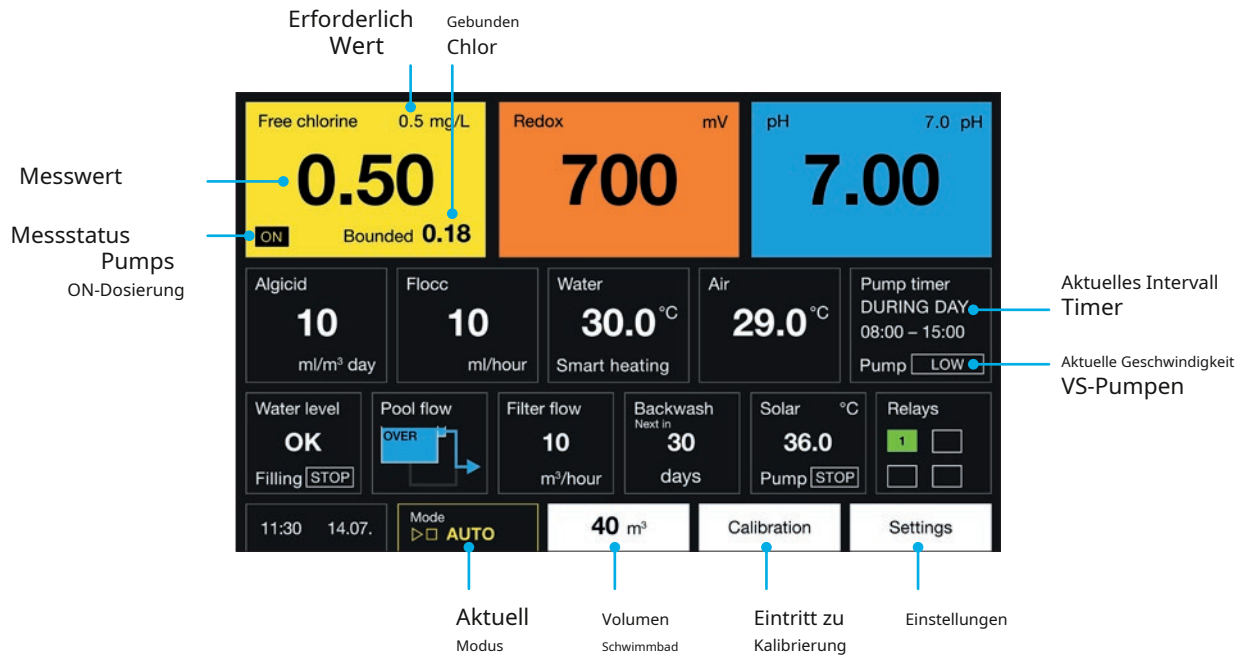 Erforderlich
Wert
Gebunden
Chlor
Free chlorine 0.5 mg/L
0.50
ON Bounded 0.18
Redox mV
700
pH 7.0 pH
7.00
Messwert
Messstatus
Pumps
ON-Dosierung
Algicid
10
ml/m³ day
Flocc
10
ml/hour
Water
30.0 °C
Smart heating
Air
29.0 °C
Pump timer
DURING DAY
08:00 – 15:00
Pump LOW
Aktuelles Intervall
Timer
Aktuelle Geschwindigkeit
VS-Pumpen
Water level
OK
Filling STOP
Pool flow
OVER
Filter flow
10
m³/hour
Backwash
Next in
30
days
Solar °C
36.0
Pump STOP
Relays
1
11:30 14.07.
Mode
AUTO
40 m³
Calibration
Settings
Aktuell
Modus
Volumen
Schwimmbad
Eintritt zu
Kalibrierung
Einstellungen